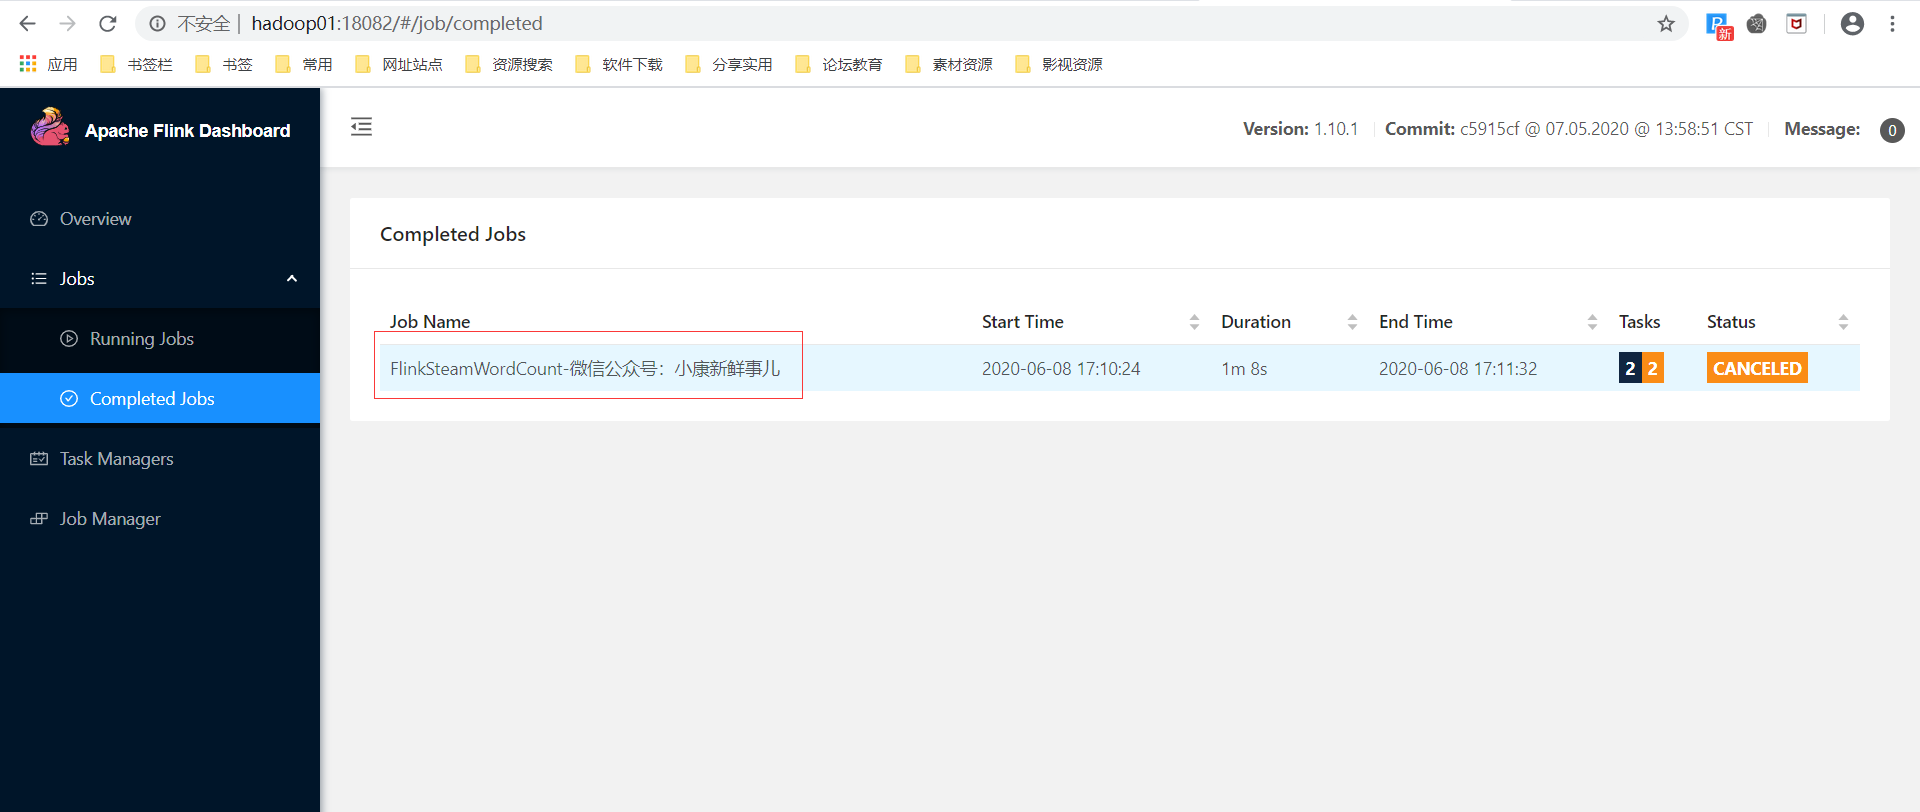 不安全 | hadoop01:18082/#/job/completed
新
应用 书签栏 书签 常用 网址站点 资源搜索 软件下载 分享实用 论坛教育 素材资源 影视资源
Apache Flink Dashboard
Version: 1.10.1 Commit: c5915cf @ 07.05.2020 @ 13:58:51 CST Message: 0
Overview
Jobs
Running Jobs
Completed Jobs
Task Managers
Job Manager
Completed Jobs
Job Name Start Time Duration End Time Tasks Status
FlinkSteamWordCount-微信公众号：小康新鲜事儿 2020-06-08 17:10:24 1m 8s 2020-06-08 17:11:32 2 2 CANCELED